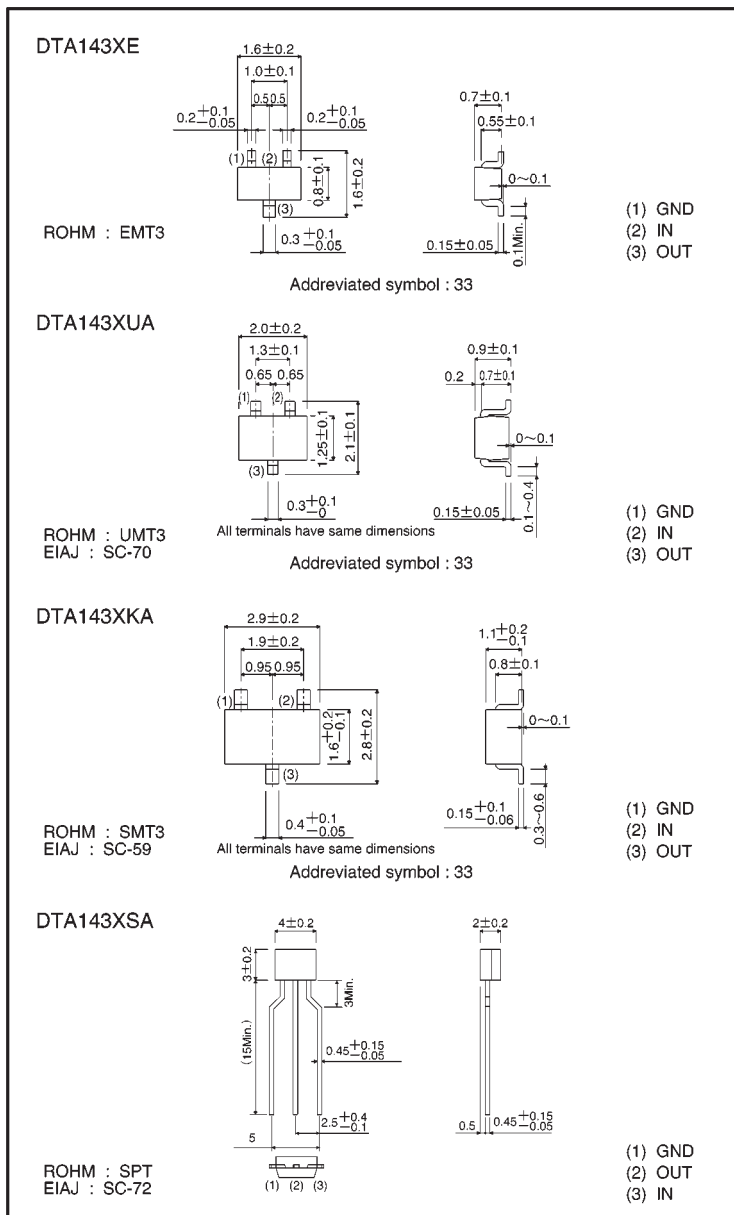 DTA143XE
1.6±0.2
1.0±0.1
0.5 0.5
0.2 +0.1 −0.05
0.2 +0.1 −0.05
(1) (2)
0.8±0.1
1.6±0.2
(3)
0.3 +0.1 −0.05
0.7±0.1
0.55±0.1
0~0.1
0.15±0.05
0.1Min.
ROHM : EMT3
(1) GND
(2) IN
(3) OUT
Addreviated symbol : 33
DTA143XUA
2.0±0.2
1.3±0.1
0.65 0.65
(1) (2)
1.25±0.1
2.1±0.1
(3)
0.3 +0.1 −0
0.9±0.1
0.2 0.7±0.1
0~0.1
0.15±0.05
0.1~0.4
All terminals have same dimensions
ROHM : UMT3
EIAJ : SC-70
Addreviated symbol : 33
(1) GND
(2) IN
(3) OUT
DTA143XKA
2.9±0.2
1.9±0.2
0.95 0.95
(1) (2)
1.6 +0.2 −0.1
2.8±0.2
(3)
0.4 +0.1 −0.05
1.1 +0.2 −0.1
0.8±0.1
0~0.1
0.15 +0.1 −0.06
0.3~0.6
All terminals have same dimensions
ROHM : SMT3
EIAJ : SC-59
Addreviated symbol : 33
(1) GND
(2) IN
(3) OUT
DTA143XSA
4±0.2
3±0.2
(15Min.)
3Min.
0.45 +0.15 −0.05
2.5 +0.4 −0.1
5
(1) (2) (3)
2±0.2
0.5 0.45 +0.15 −0.05
ROHM : SPT
EIAJ : SC-72
(1) GND
(2) OUT
(3) IN